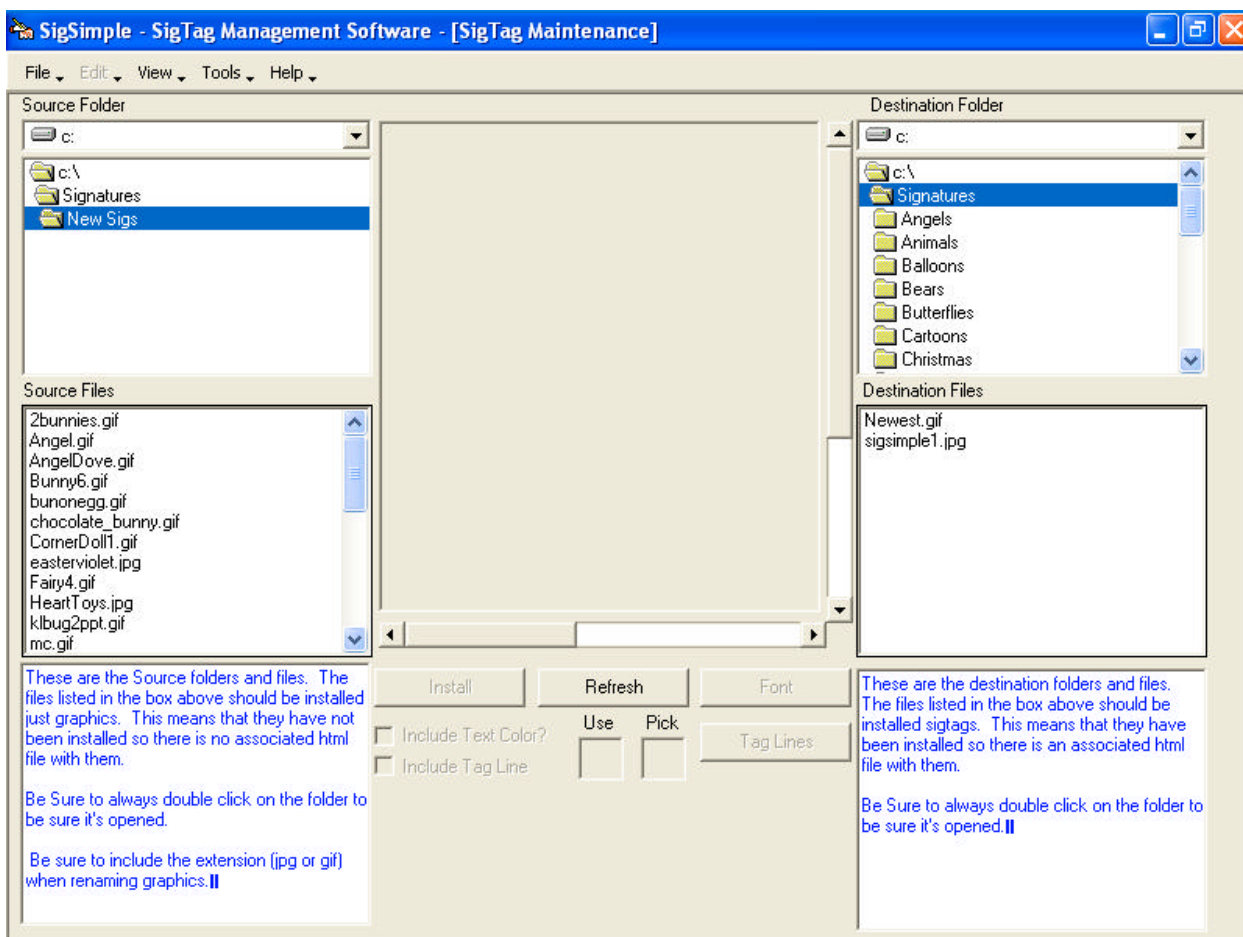 SigSimple - SigTag Management Software - [SigTag Maintenance]
File Edit View Tools Help
Source Folder
c:
c:\
Signatures
New Sigs
Source Files
2bunnies.gif
Angel.gif
AngelDove.gif
Bunny6.gif
bunonegg.gif
chocolate_bunny.gif
CornerDoll1.gif
easterviolet.jpg
Fairy4.gif
HeartToys.jpg
klbug2ppt.gif
mc.gif
These are the Source folders and files. The
files listed in the box above should be installed
just graphics. This means that they have not
been installed so there is no associated html
file with them.
Be Sure to always double click on the folder to
be sure it's opened.
Be sure to include the extension (jpg or gif)
when renaming graphics.
Install Refresh Font
Include Text Color? Use Pick
Tag Lines
Include Tag Line
Destination Folder
c:
c:\
Signatures
Angels
Animals
Balloons
Bears
Butterflies
Cartoons
Christmas
Destination Files
Newest.gif
sigsimple1.jpg
These are the destination folders and files.
The files listed in the box above should be
installed sigtags. This means that they have
been installed so there is an associated html
file with them.
Be Sure to always double click on the folder to
be sure it's opened.